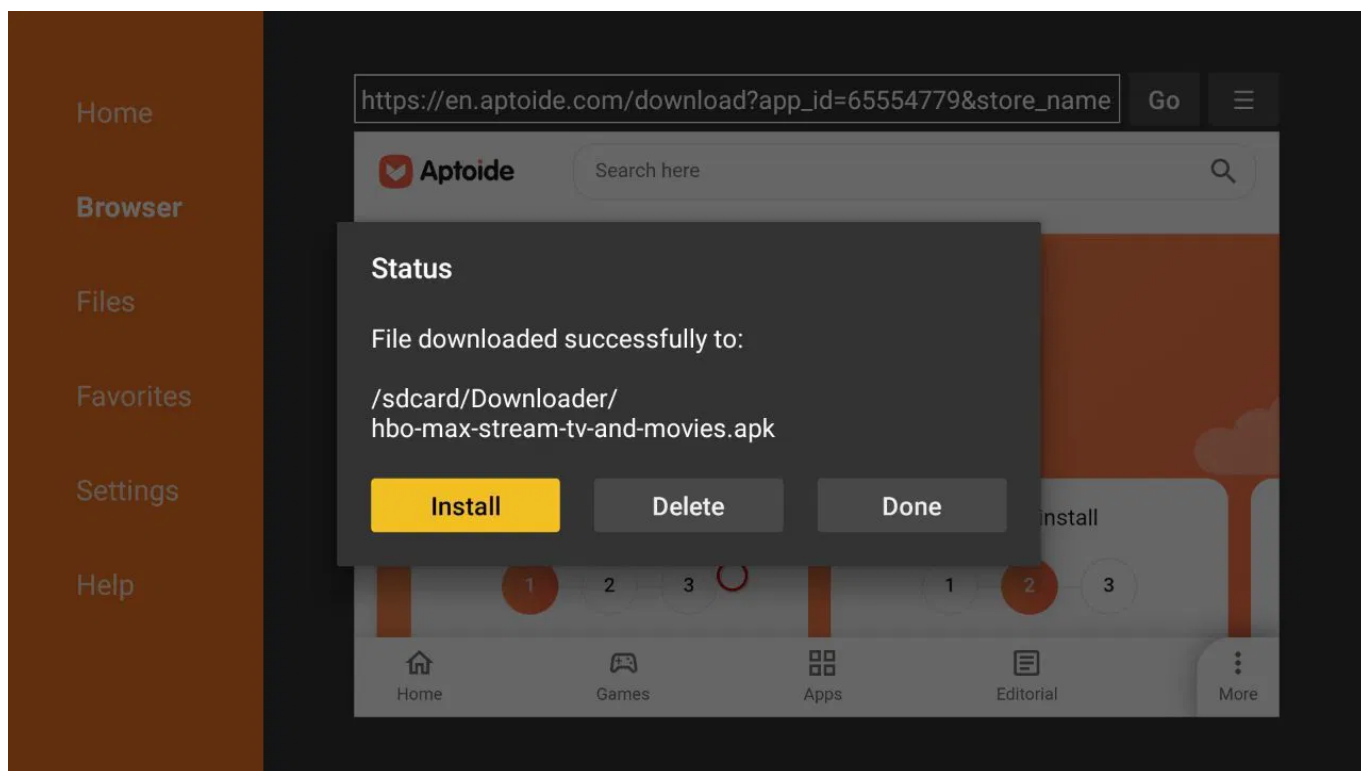 Home
Browser
Files
Favorites
Settings
Help
https://en.aptoide.com/download?app_id=65554779&store_name
Go
Aptoide
Search here
Status
File downloaded successfully to:
/sdcard/Downloader/
hbo-max-stream-tv-and-movies.apk
Install
Delete
Done
install
1
2
3
1
2
3
Home
Games
Apps
Editorial
More